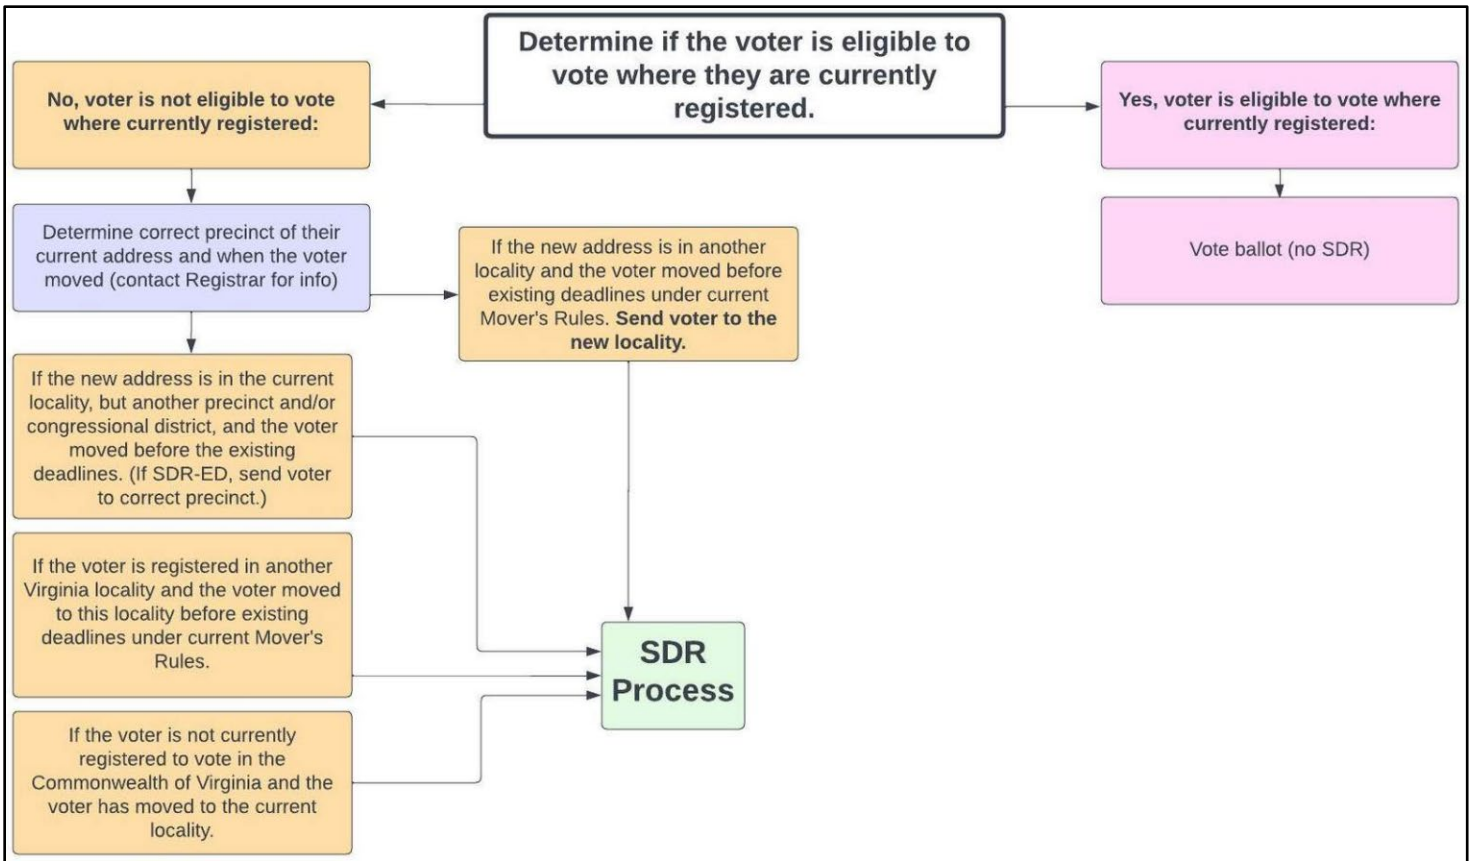 Determine if the voter is eligible to
vote where they are currently
registered.
No, voter is not eligible to vote
where currently registered:
Yes, voter is eligible to vote where
currently registered:
Determine correct precinct of their
current address and when the voter
moved (contact Registrar for info)
If the new address is in another
locality and the voter moved before
existing deadlines under current
Mover's Rules. Send voter to the
new locality.
Vote ballot (no SDR)
If the new address is in the current
locality, but another precinct and/or
congressional district, and the voter
moved before the existing
deadlines. (If SDR-ED, send voter
to correct precinct.)
If the voter is registered in another
Virginia locality and the voter moved
to this locality before existing
deadlines under current Mover's
Rules.
SDR
Process
If the voter is not currently
registered to vote in the
Commonwealth of Virginia and the
voter has moved to the current
locality.